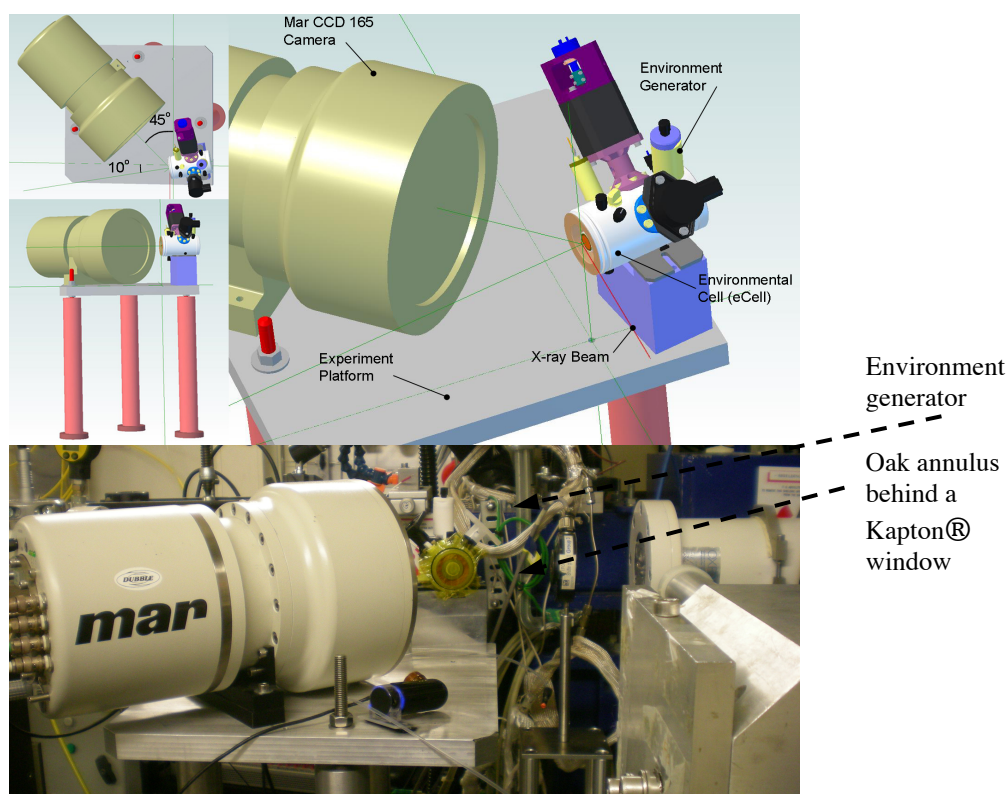 Mar CCD 165
Camera
Environment
Generator
45°
10°
Environmental
Cell (eCell)
X-ray Beam
Experiment
Platform
Environment
generator
Oak annulus
behind a
Kapton®
window
DUBBLE
mar